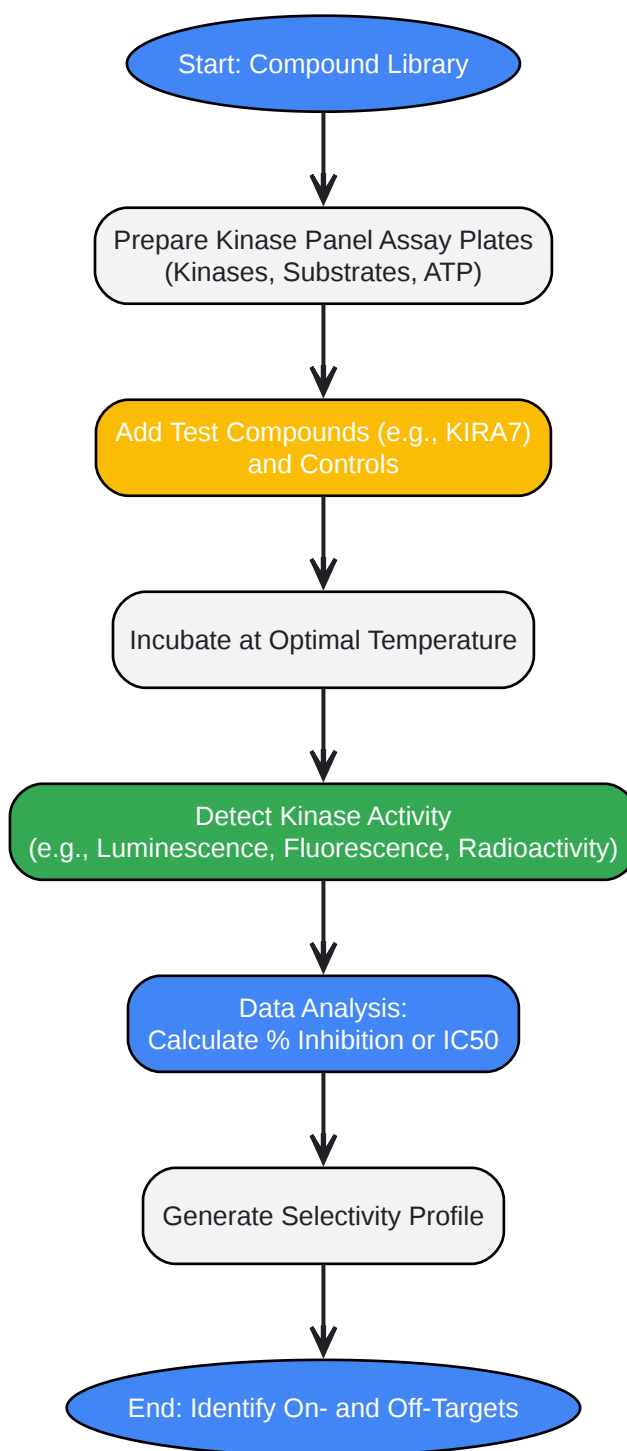 Start: Compound Library
Prepare Kinase Panel Assay Plates
(Kinases, Substrates, ATP)
Add Test Compounds (e.g., KIRA7)
and Controls
Incubate at Optimal Temperature
Detect Kinase Activity
(e.g., Luminescence, Fluorescence, Radioactivity)
Data Analysis:
Calculate % Inhibition or IC50
Generate Selectivity Profile
End: Identify On- and Off-Targets